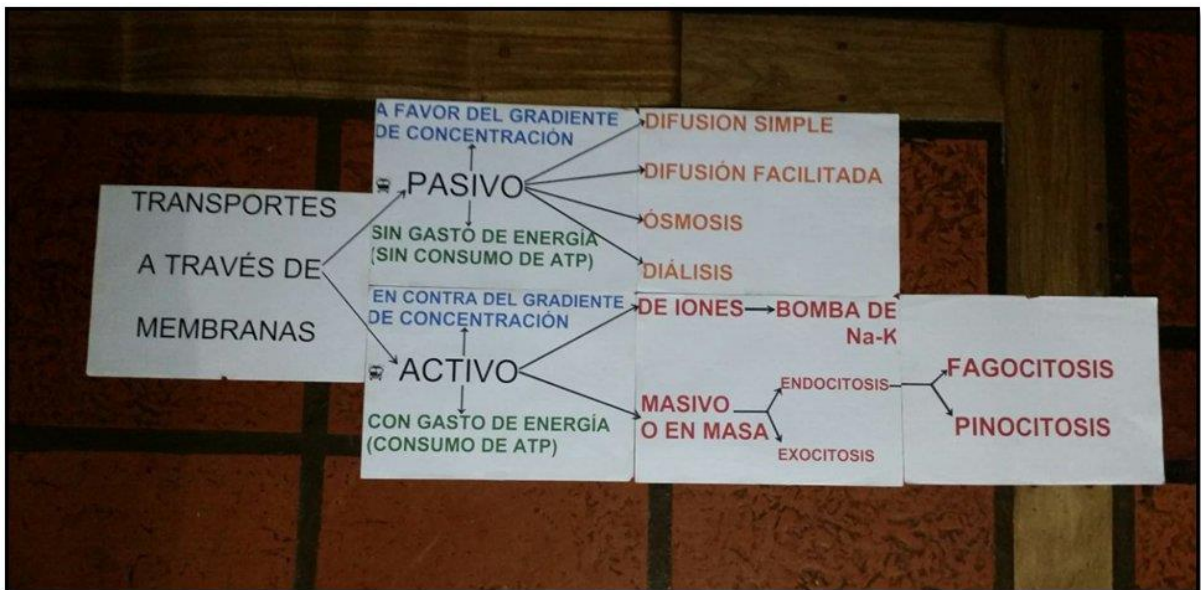 TRANSPORTES
A TRAVÉS DE
MEMBRANAS
A FAVOR DEL GRADIENTE
DE CONCENTRACIÓN
PASIVO
SIN GASTO DE ENERGÍA
(SIN CONSUMO DE ATP)
DIFUSION SIMPLE
DIFUSIÓN FACILITADA
ÓSMOSIS
DIÁLISIS
EN CONTRA DEL GRADIENTE
DE CONCENTRACIÓN
ACTIVO
CON GASTO DE ENERGÍA
(CONSUMO DE ATP)
DE IONES
BOMBA DE
Na-K
MASIVO
O EN MASA
ENDOCITOSIS
EXOCITOSIS
FAGOCITOSIS
PINOCITOSIS